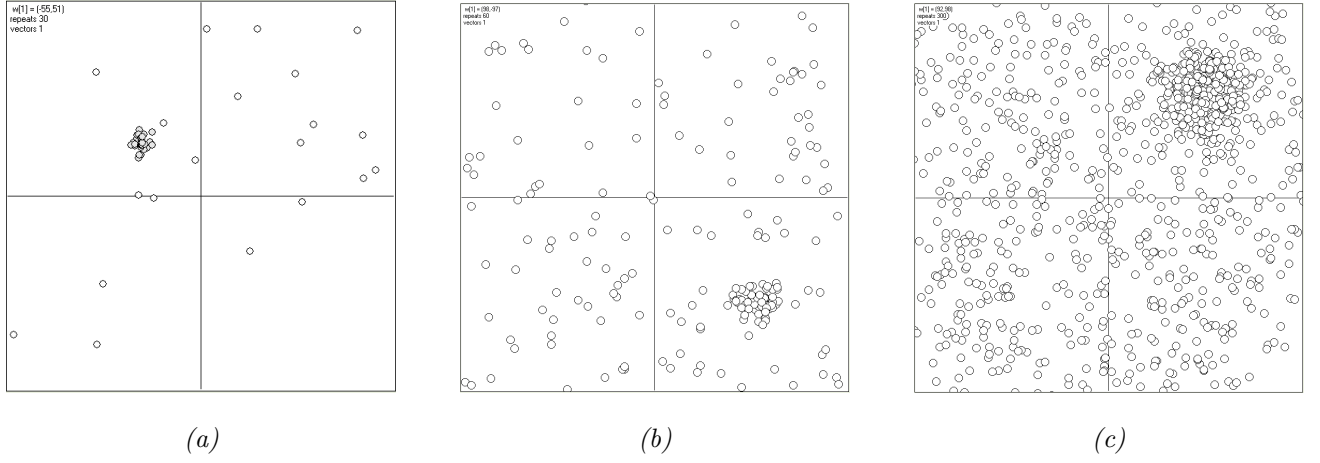 w[1] = (-55,51)
repeats 30
vectors 1
w[1] = (98,-97)
repeats 60
vectors 1
w[1] = (92,98)
repeats 300
vectors 1
(a)
(b)
(c)